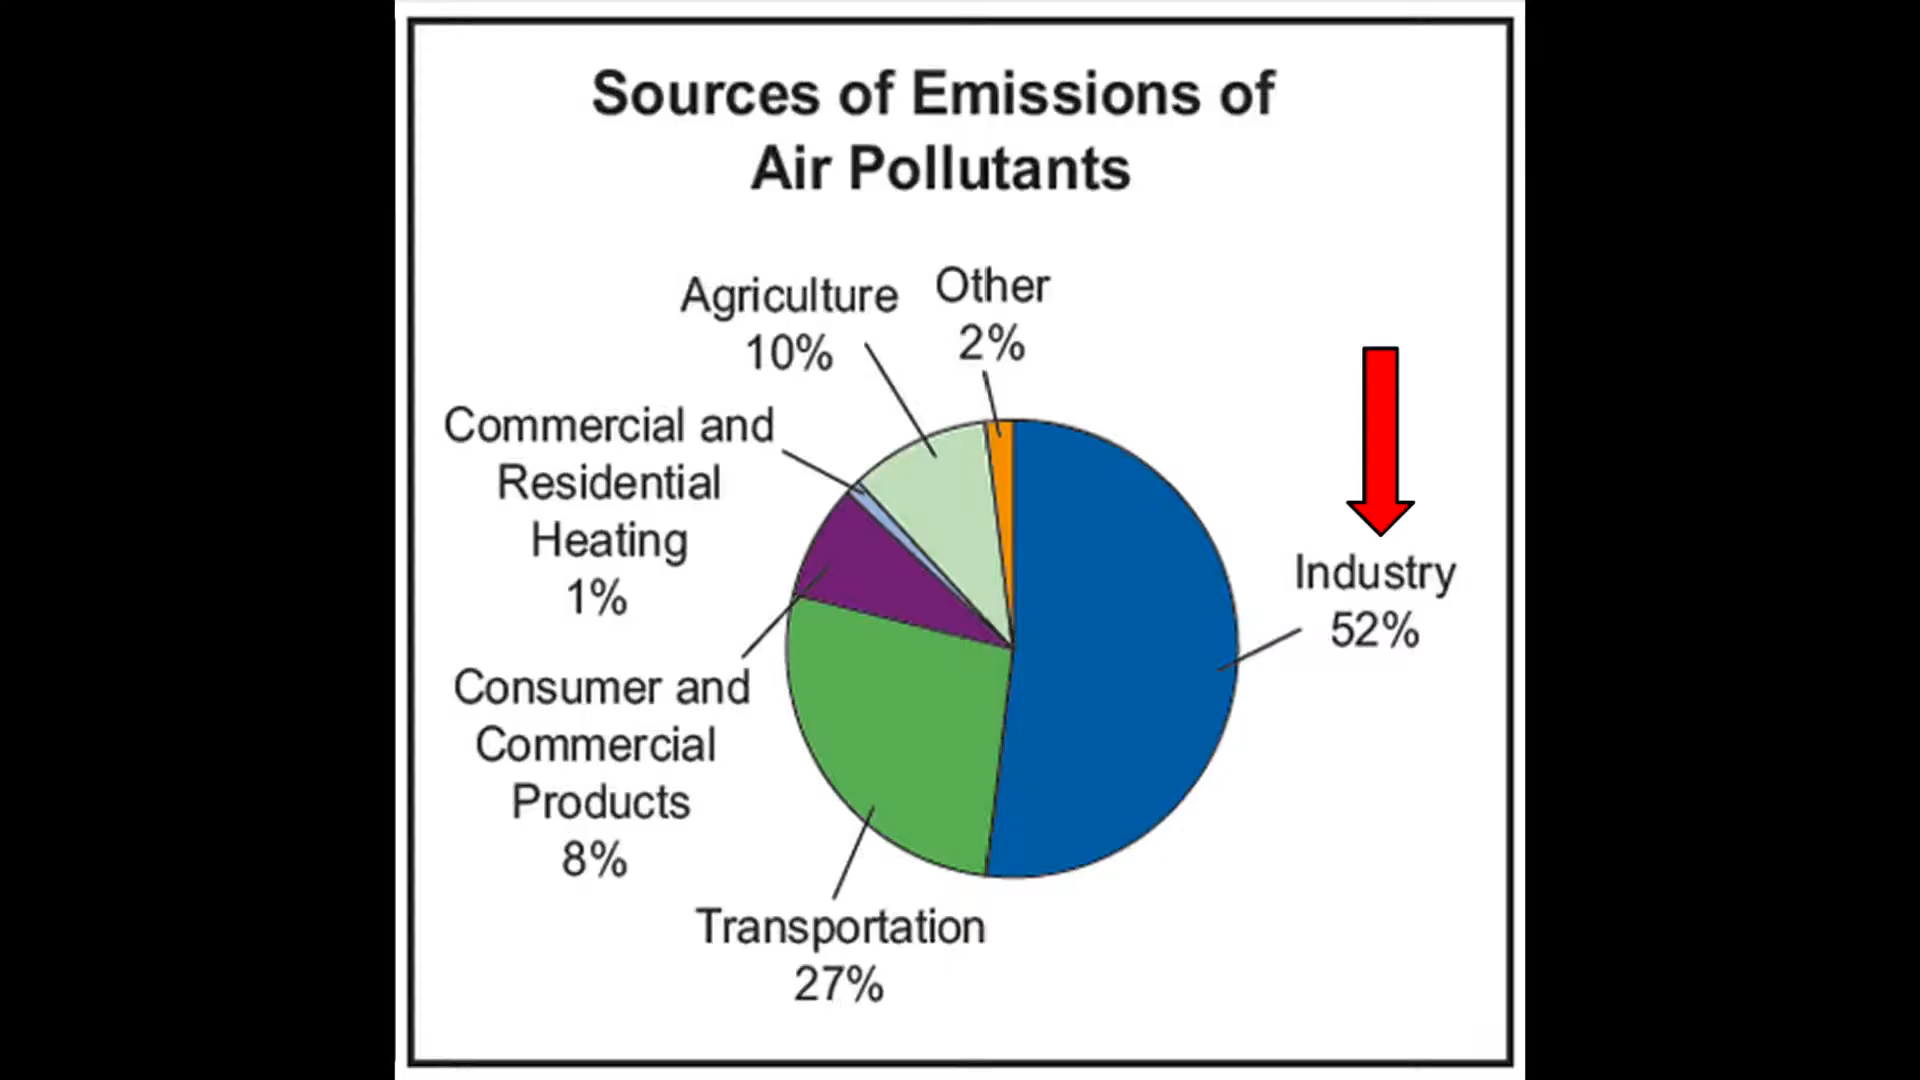 Sources of Emissions of
Air Pollutants
Agriculture
10%
Other
2%
Commercial and
Residential
Heating
1%
Industry
52%
Consumer and
Commercial
Products
8%
Transportation
27%